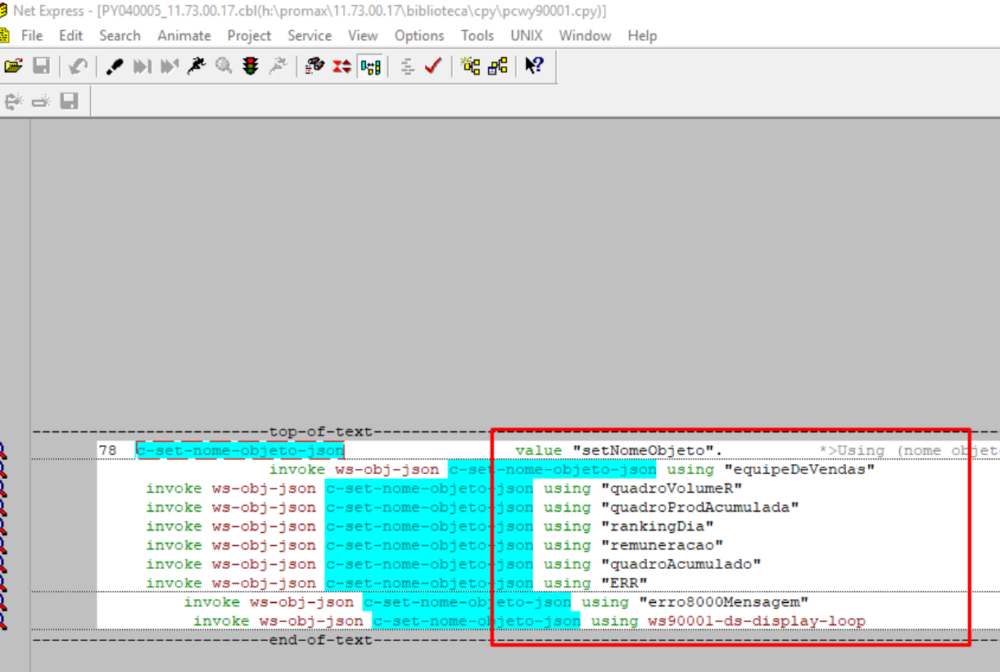 Net Express - [PY040005_11.73.00.17.cbl(h:\promax\11.73.00.17\biblioteca\cpy\pcwy90001.cpy)]
File Edit Search Animate Project Service View Options Tools UNIX Window Help
------------------------top-of-text------------------------
78 c-set-nome-objeto-json value "setNomeObjeto". *>Using (nome objet
invoke ws-obj-json c-set-nome-objeto-json using "equipeDeVendas"
invoke ws-obj-json c-set-nome-objeto-json using "quadroVolumeR"
invoke ws-obj-json c-set-nome-objeto-json using "quadroProdAcumulada"
invoke ws-obj-json c-set-nome-objeto-json using "rankingDia"
invoke ws-obj-json c-set-nome-objeto-json using "remuneracao"
invoke ws-obj-json c-set-nome-objeto-json using "quadroAcumulado"
invoke ws-obj-json c-set-nome-objeto-json using "ERR"
invoke ws-obj-json c-set-nome-objeto-json using "erro8000Mensagem"
invoke ws-obj-json c-set-nome-objeto-json using ws90001-ds-display-loop
------------------------end-of-text------------------------